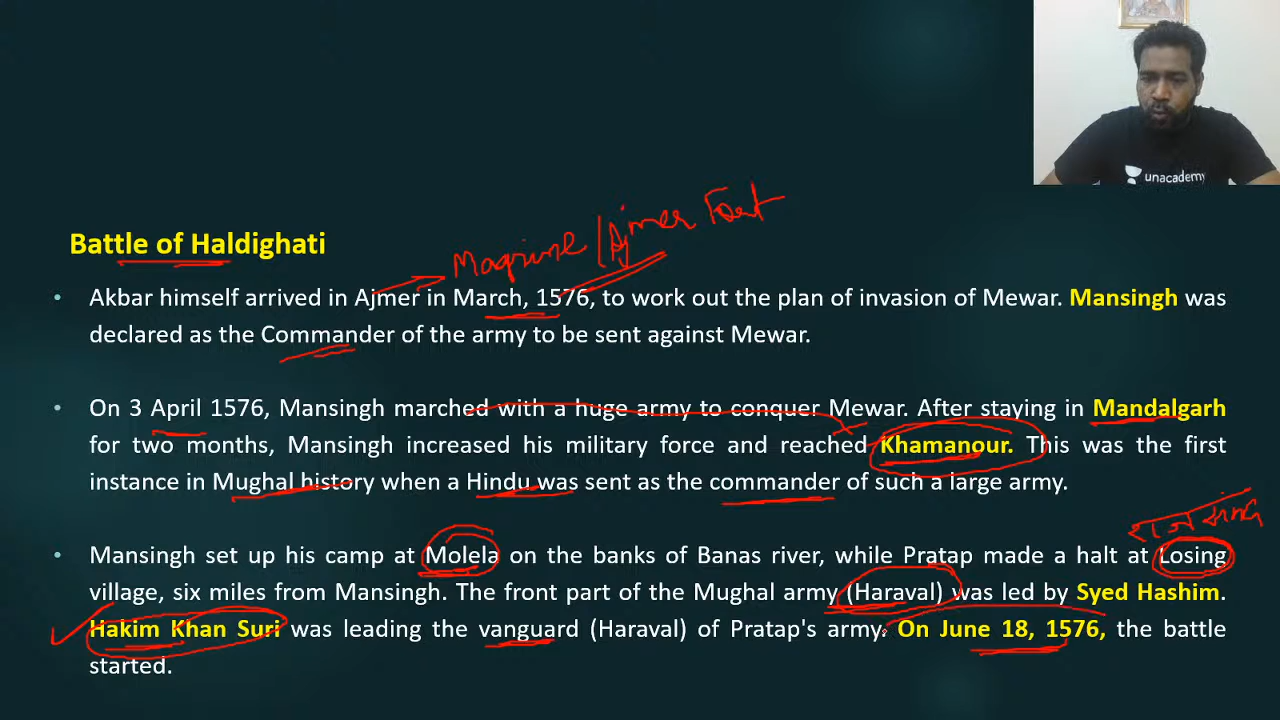 unacademy
Magzine / Ajmer Fort
Battle of Haldighati
• Akbar himself arrived in Ajmer in March, 1576, to work out the plan of invasion of Mewar. Mansingh was
declared as the Commander of the army to be sent against Mewar.
• On 3 April 1576, Mansingh marched with a huge army to conquer Mewar. After staying in Mandalgarh
for two months, Mansingh increased his military force and reached Khamanour. This was the first
instance in Mughal history when a Hindu was sent as the commander of such a large army.
• Mansingh set up his camp at Molela on the banks of Banas river, while Pratap made a halt at Losing
village, six miles from Mansingh. The front part of the Mughal army (Haraval) was led by Syed Hashim.
Hakim Khan Suri was leading the vanguard (Haraval) of Pratap's army. On June 18, 1576, the battle
started.